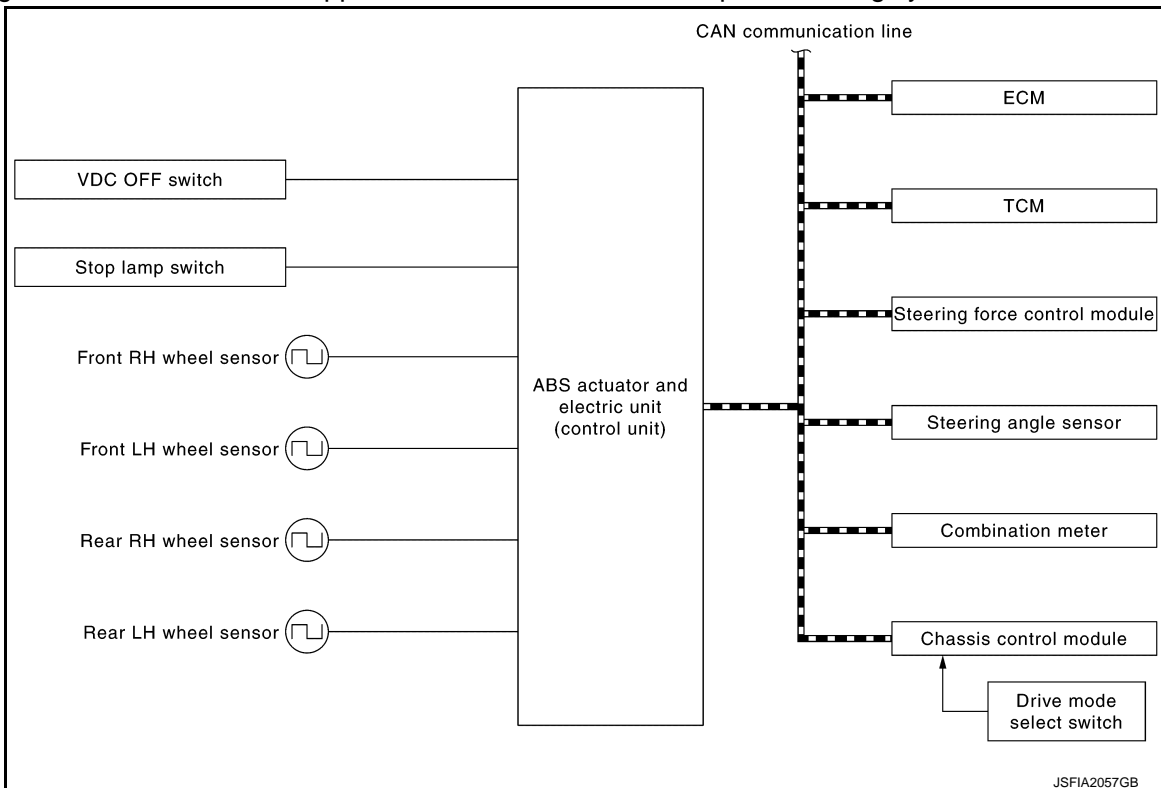 CAN communication line
ECM
VDC OFF switch
TCM
Stop lamp switch
Steering force control module
Front RH wheel sensor
ABS actuator and
electric unit
(control unit)
Steering angle sensor
Front LH wheel sensor
Combination meter
Rear RH wheel sensor
Rear LH wheel sensor
Chassis control module
Drive mode
select switch
JSFIA2057GB